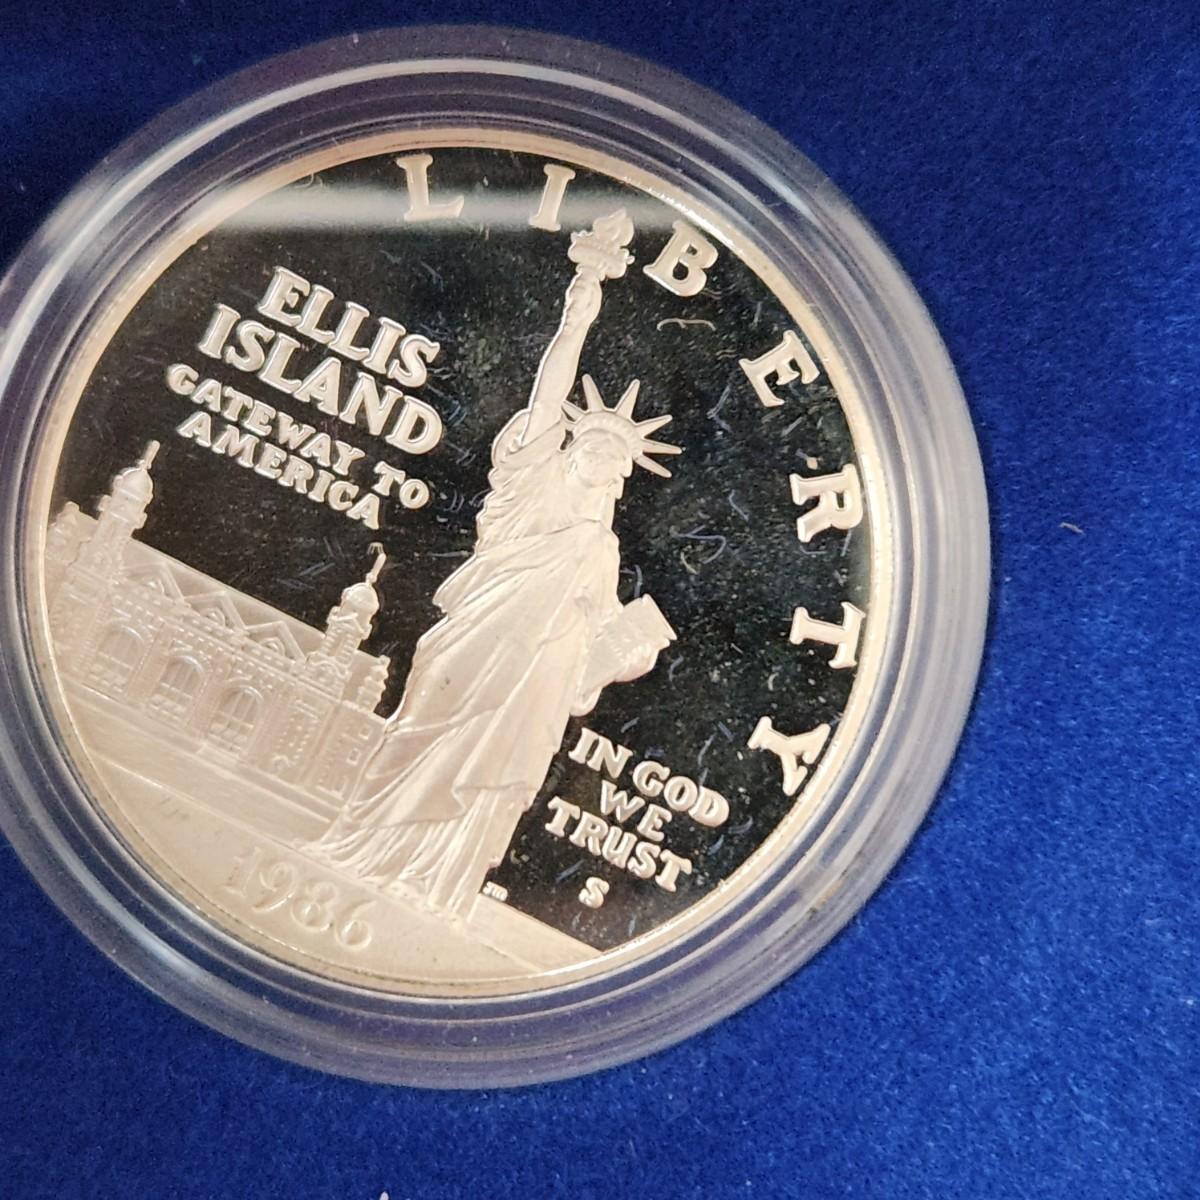 LIBERTY
ELLIS
ISLAND
GATEWAY TO
AMERICA
IN GOD
WE
TRUST
S
1986